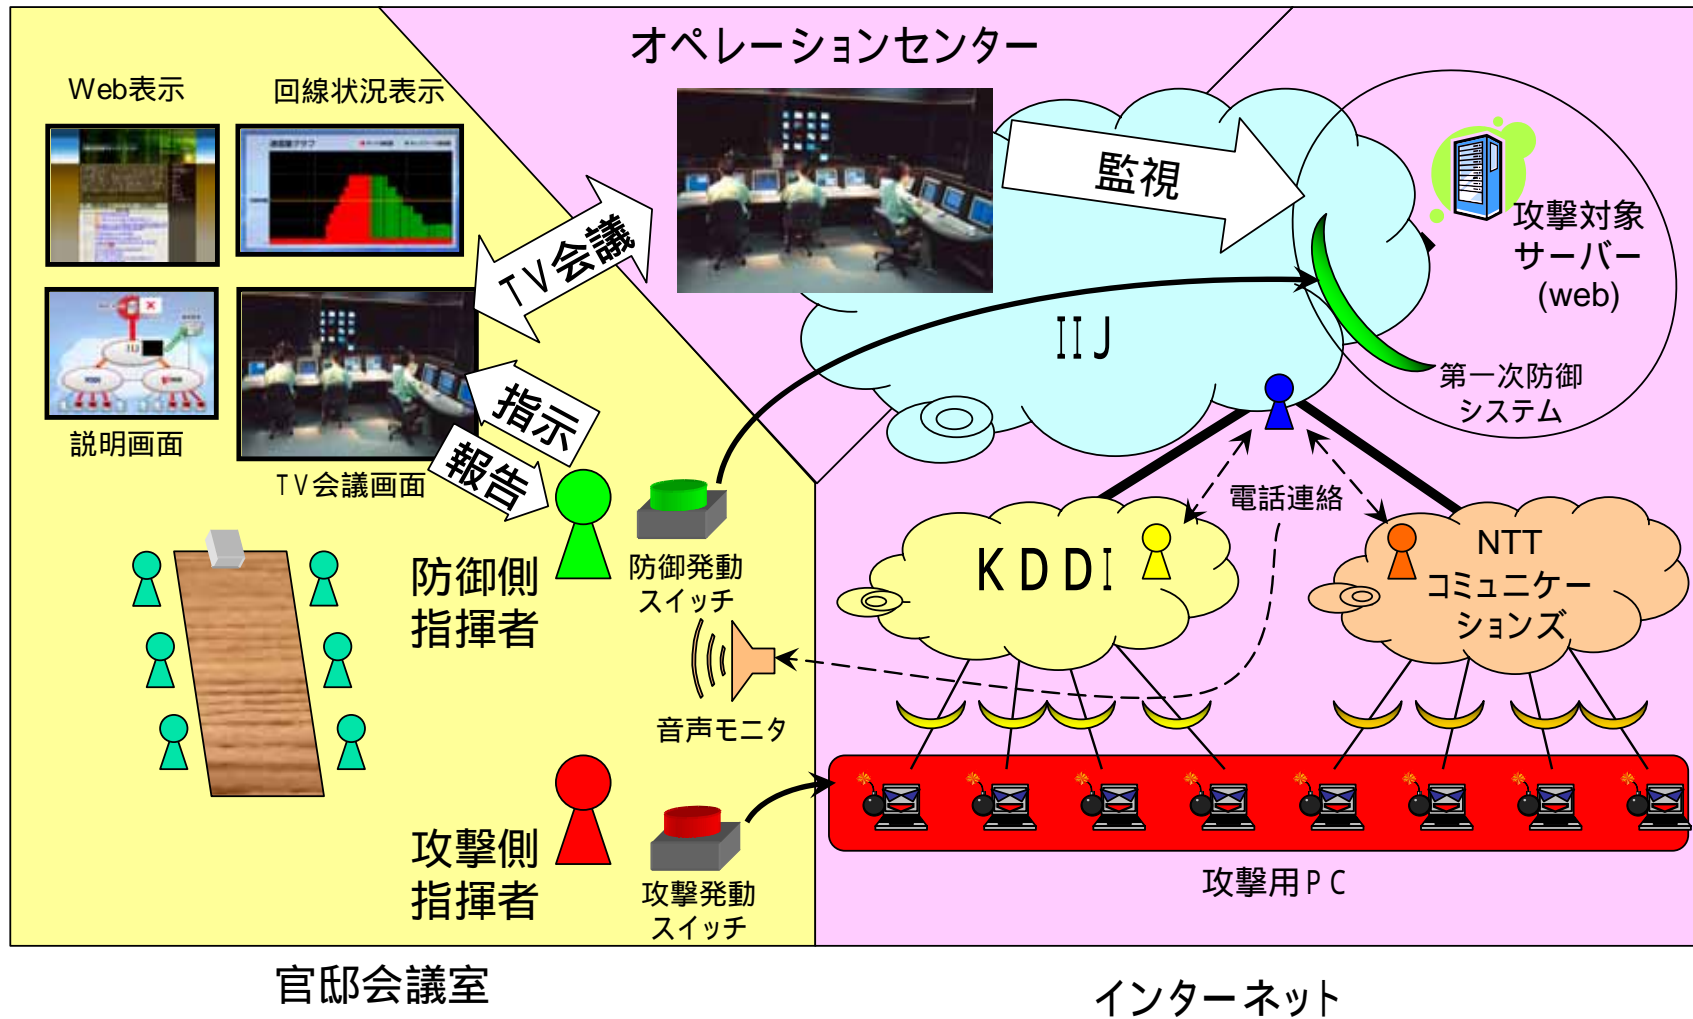 オペレーションセンター
Web表示
回線状況表示
監視
攻撃対象
サーバー
(web)
TV会議
IIJ
第一次防御
システム
説明画面
TV会議画面
指示
報告
電話連絡
KDDI
NTT
コミュニケー
ションズ
防御側
指揮者
防御発動
スイッチ
音声モニタ
攻撃側
指揮者
攻撃発動
スイッチ
攻撃用PC
官邸会議室
インターネット